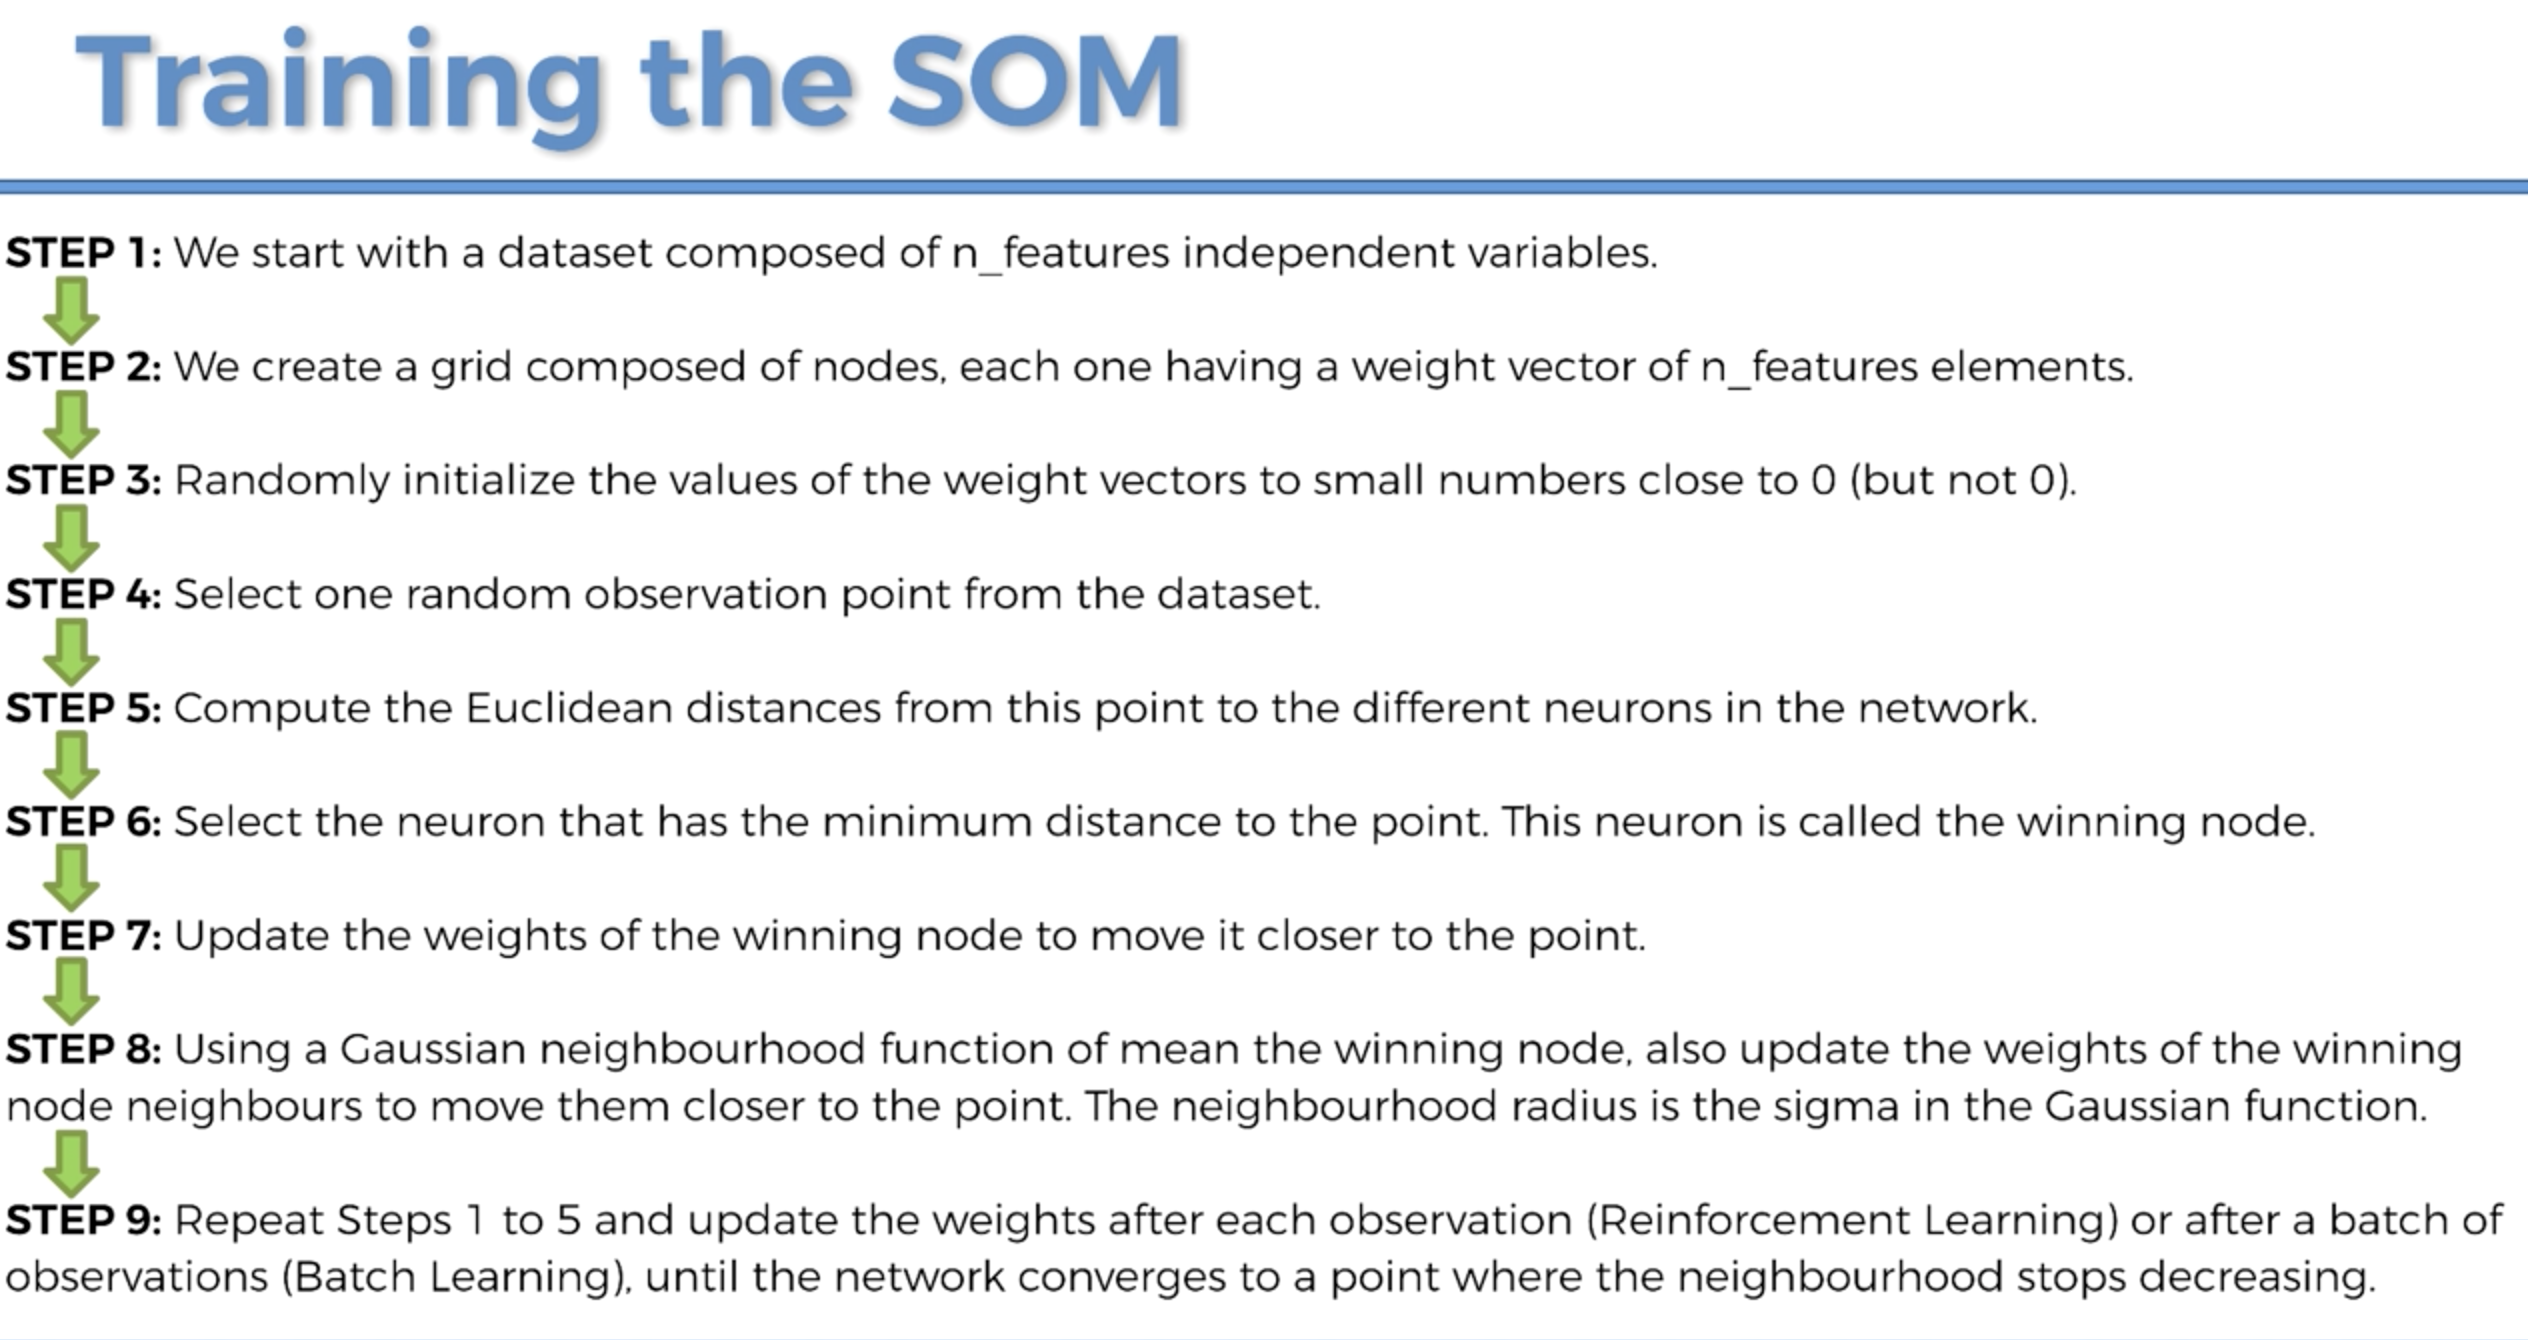 Training the SOM
STEP 1: We start with a dataset composed of n_features independent variables.
STEP 2: We create a grid composed of nodes, each one having a weight vector of n_features elements.
STEP 3: Randomly initialize the values of the weight vectors to small numbers close to 0 (but not 0).
STEP 4: Select one random observation point from the dataset.
STEP 5: Compute the Euclidean distances from this point to the different neurons in the network.
STEP 6: Select the neuron that has the minimum distance to the point. This neuron is called the winning node.
STEP 7: Update the weights of the winning node to move it closer to the point.
STEP 8: Using a Gaussian neighbourhood function of mean the winning node, also update the weights of the winning
node neighbours to move them closer to the point. The neighbourhood radius is the sigma in the Gaussian function.
STEP 9: Repeat Steps 1 to 5 and update the weights after each observation (Reinforcement Learning) or after a batch of
observations (Batch Learning), until the network converges to a point where the neighbourhood stops decreasing.